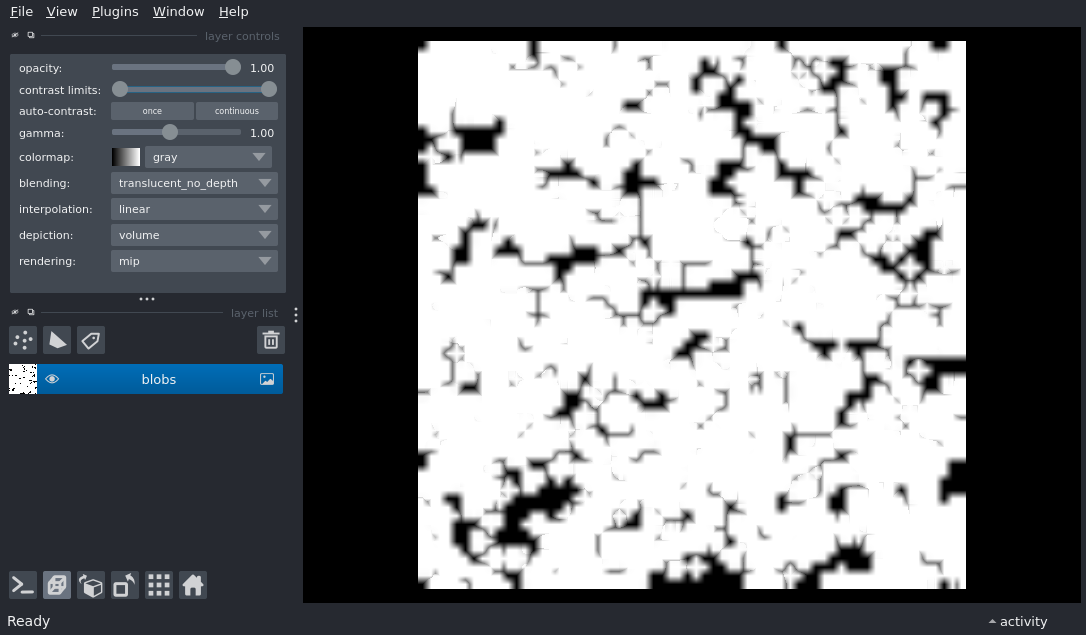 File View Plugins Window Help
layer controls
opacity: 1.00
contrast limits:
auto-contrast: once continuous
gamma: 1.00
colormap: gray
blending: translucent_no_depth
interpolation: linear
depiction: volume
rendering: mip
layer list
blobs
Ready
activity